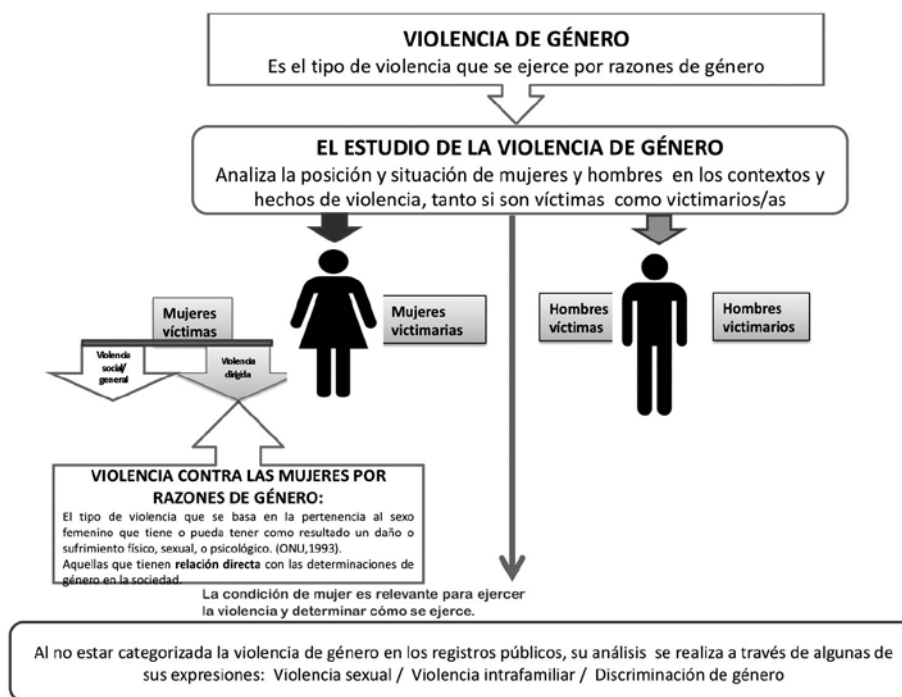 VIOLENCIA DE GÉNERO
Es el tipo de violencia que se ejerce por razones de género
EL ESTUDIO DE LA VIOLENCIA DE GÉNERO
Analiza la posición y situación de mujeres y hombres en los contextos y
hechos de violencia, tanto si son víctimas como victimarios/as
Mujeres
víctimas
Mujeres
victimarias
Hombres
víctimas
Hombres
victimarios
Violencia
social/
general
Violencia
dirigida
VIOLENCIA CONTRA LAS MUJERES POR
RAZONES DE GÉNERO:
El tipo de violencia que se basa en la pertenencia al sexo
femenino que tiene o pueda tener como resultado un daño o
sufrimiento físico, sexual, o psicológico. (ONU,1993).
Aquellas que tienen relación directa con las determinaciones de
género en la sociedad.
La condición de mujer es relevante para ejercer
la violencia y determinar cómo se ejerce.
Al no estar categorizada la violencia de género en los registros públicos, su análisis se realiza a través de algunas de
sus expresiones: Violencia sexual / Violencia intrafamiliar / Discriminación de género